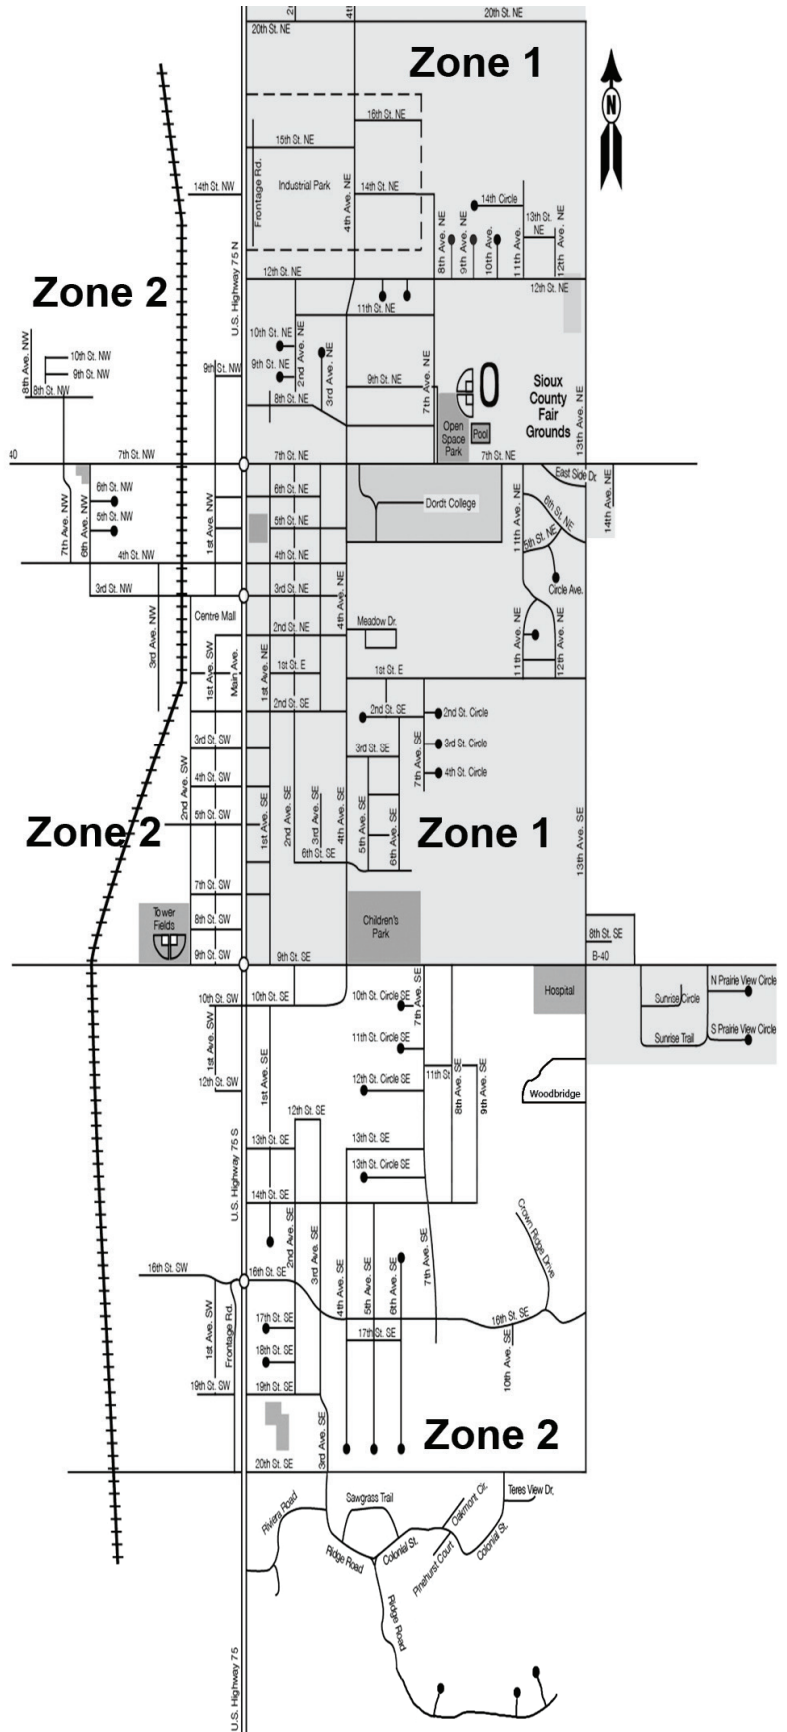 20th St. NE
20th St. NE
Zone 1
N
16th St. NE
15th St. NE
Frontage Rd.
Industrial Park
4th Ave. NE
14th St. NW
14th St. NE
14th Circle
13th St.
NE
8th Ave. NE
9th Ave. NE
10th Ave.
11th Ave. NE
12th Ave. NE
U.S. Highway 75 N
12th St. NE
12th St. NE
Zone 2
11th St. NE
10th St. NE
9th St. NE
2nd Ave. NE
3rd Ave. NE
8th Ave. NW
10th St. NW
9th St. NW
8th St. NW
9th St. NW
9th St. NE
7th Ave. NE
8th St. NE
Sioux
County
Fair
Grounds
13th Ave. NE
Open
Space
Park
Pool
40
7th St. NW
7th St. NE
7th St. NE
East Side Dr.
6th St. NW
5th St. NW
7th Ave. NW
6th Ave. NW
1st Ave. NW
6th St. NE
5th St. NE
Dordt College
11th Ave. NE
6th St. NE
5th St. NE
14th Ave. NE
4th St. NW
4th St. NE
3rd St. NW
3rd St. NE
4th Ave. NE
Circle Ave.
3rd Ave. NW
Centre Mall
2nd St. NE
Meadow Dr.
11th Ave. NE
12th Ave. NE
1st Ave. SW
Main Ave.
1st Ave. NE
1st St. E
1st St. E
2nd St. SE
2nd St. SE
2nd St. Circle
3rd St. SW
3rd St. SE
3rd St. Circle
7th Ave. SE
4th St. Circle
2nd Ave. SW
4th St. SW
5th St. SW
Zone 2
1st Ave. SE
2nd Ave. SE
3rd Ave. SE
4th Ave. SE
5th Ave. SE
6th Ave. SE
Zone 1
13th Ave. SE
6th St. SE
7th St. SW
Tower
Fields
8th St. SW
9th St. SW
9th St. SE
Children's
Park
8th St. SE
B-40
10th St. SW
10th St. SE
10th St. Circle SE
7th Ave. SE
Hospital
Sunrise Circle
N Prairie View Circle
Sunrise Trail
S Prairie View Circle
1st Ave. SW
11th St. Circle SE
1st Ave. SE
12th St. SW
12th St. Circle SE
11th St
8th Ave. SE
9th Ave. SE
Woodbridge
12th St. SE
13th St. SE
13th St. SE
13th St. Circle SE
U.S. Highway 75 S
14th St. SE
2nd Ave. SE
3rd Ave. SE
4th Ave. SE
5th Ave. SE
6th Ave. SE
7th Ave. SE
Crown Ridge Drive
16th St. SW
16th St. SE
16th St. SE
1st Ave. SW
Frontage Rd.
17th St. SE
17th St. SE
18th St. SE
10th Ave. SE
19th St. SW
19th St. SE
3rd Ave. SE
Zone 2
20th St. SE
Riviera Road
Sawgrass Trail
Oakmont Cir.
Teres View Dr.
Ridge Road
Colonial St.
Pinehurst Court
Colonial St.
Ridge Road
U.S. Highway 75